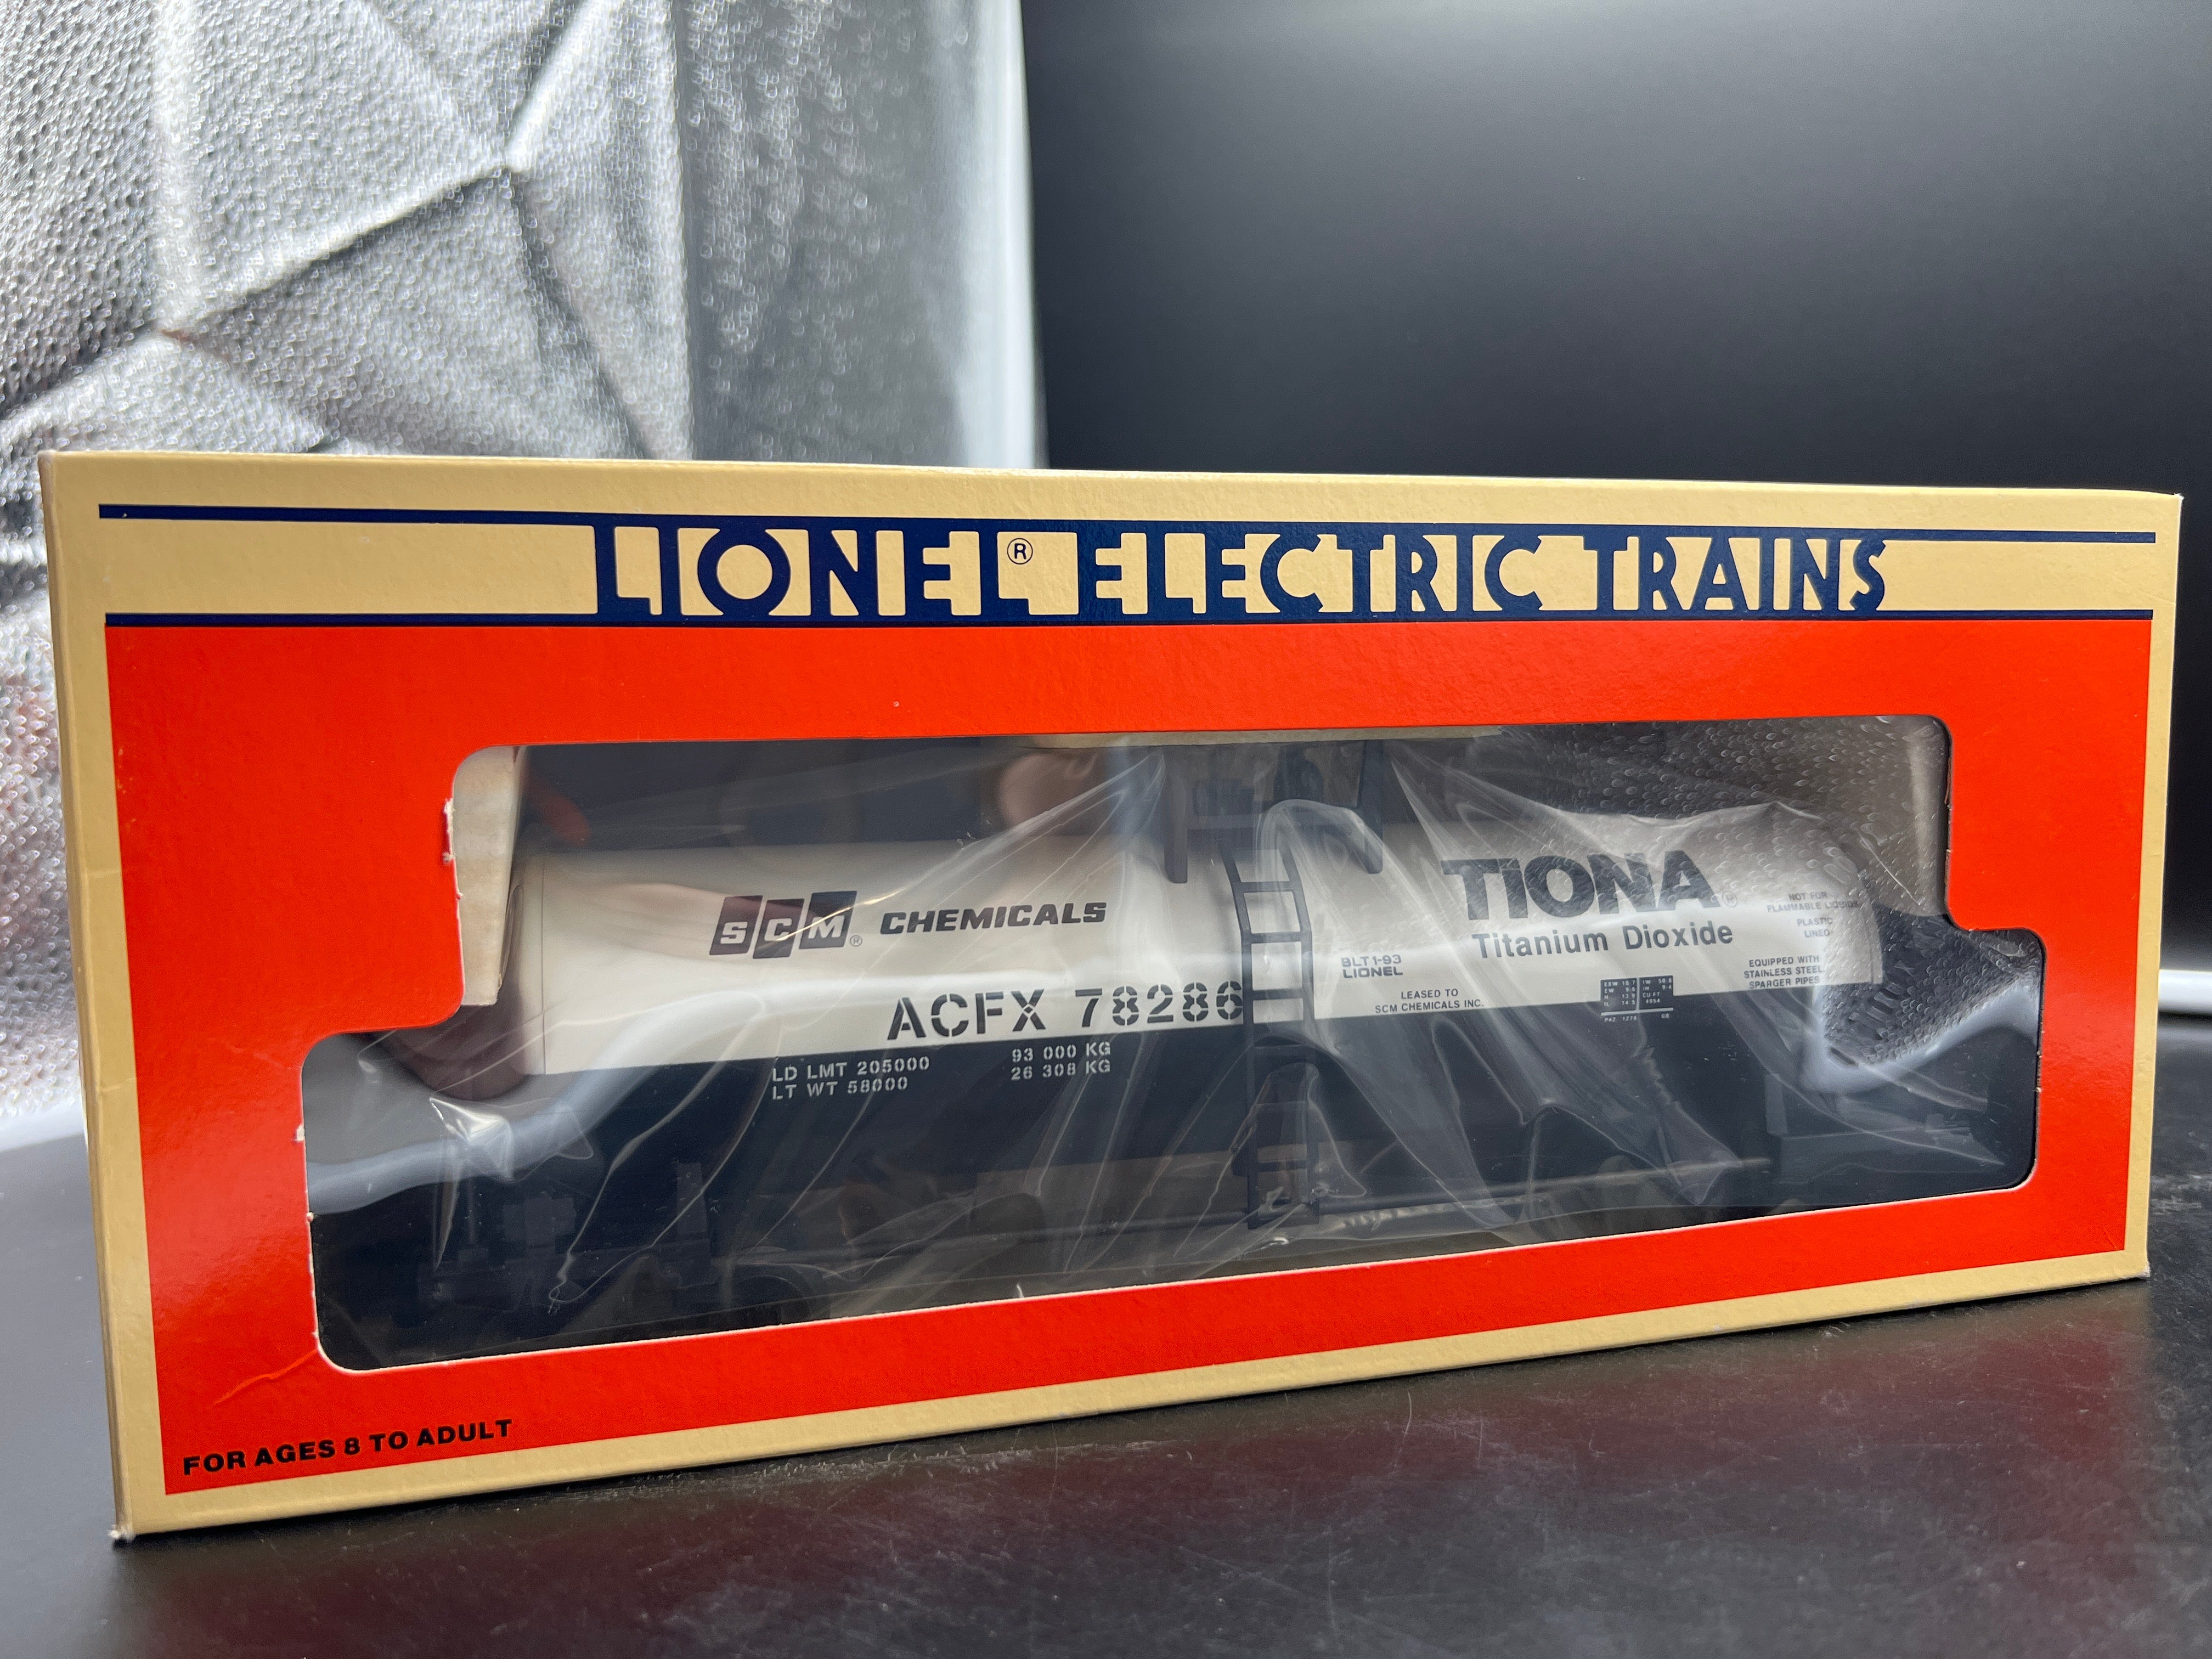 LIONEL® ELECTRIC TRAINS
SCM® CHEMICALS
ACFX 78286
LD LMT 205000 93 000 KG
LT WT 58000 26 308 KG
TIONA®
Titanium Dioxide
BLT 1-93
LIONEL
LEASED TO
SCM CHEMICALS INC.
NOT FOR
FLAMMABLE LIQUIDS
PLASTIC
LINED
EQUIPPED WITH
STAINLESS STEEL
SPARGER PIPES
FOR AGES 8 TO ADULT